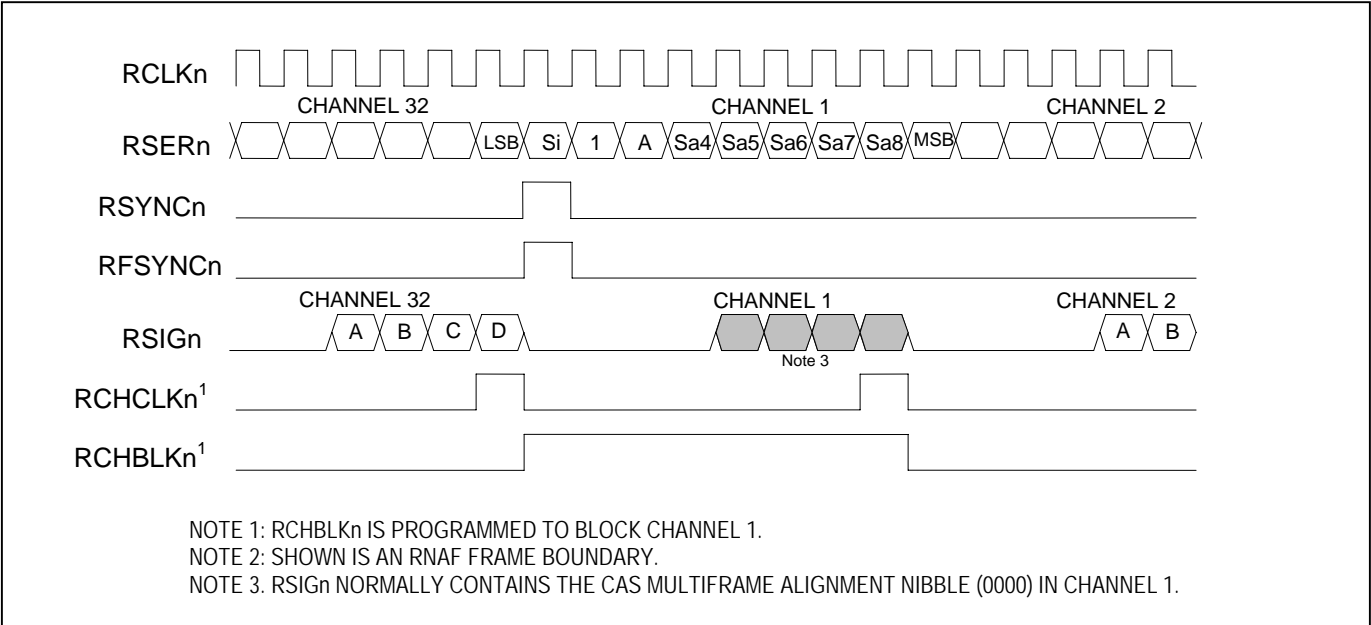 RCLKn
CHANNEL 32 CHANNEL 1 CHANNEL 2
RSERn LSB Si 1 A Sa4 Sa5 Sa6 Sa7 Sa8 MSB
RSYNCn
RFSYNCn
CHANNEL 32 CHANNEL 1 CHANNEL 2
RSIGn A B C D A B
Note 3
RCHCLKn1
RCHBLKn1
NOTE 1: RCHBLKn IS PROGRAMMED TO BLOCK CHANNEL 1.
NOTE 2: SHOWN IS AN RNAF FRAME BOUNDARY.
NOTE 3. RSIGn NORMALLY CONTAINS THE CAS MULTIFRAME ALIGNMENT NIBBLE (0000) IN CHANNEL 1.